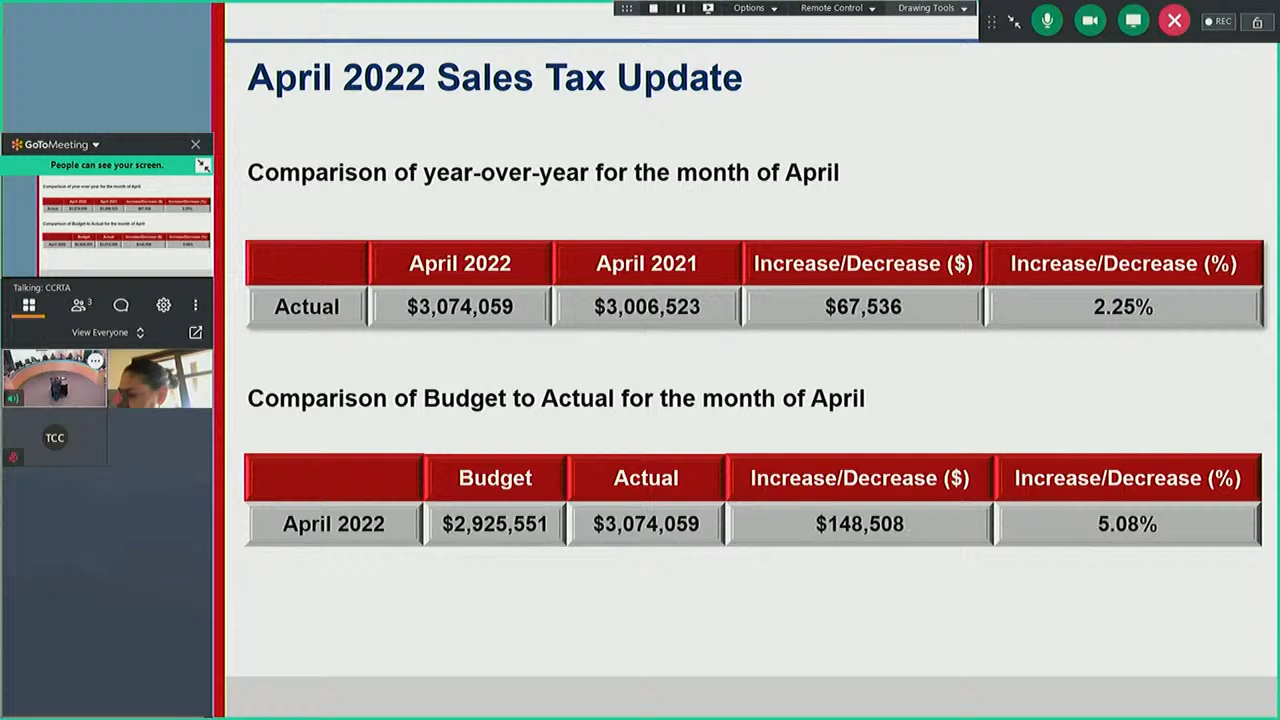 Options
Remote Control
Drawing Tools
REC
April 2022 Sales Tax Update
GoToMeeting
People can see your screen.
Comparison of year-over-year for the month of April
April 2022 April 2021 Increase/Decrease ($) Increase/Decrease (%)
Actual $3,074,059 $3,006,523 $67,536 2.25%
Talking: CCRTA
3
View Everyone
TCC
Comparison of Budget to Actual for the month of April
Budget Actual Increase/Decrease ($) Increase/Decrease (%)
April 2022 $2,925,551 $3,074,059 $148,508 5.08%